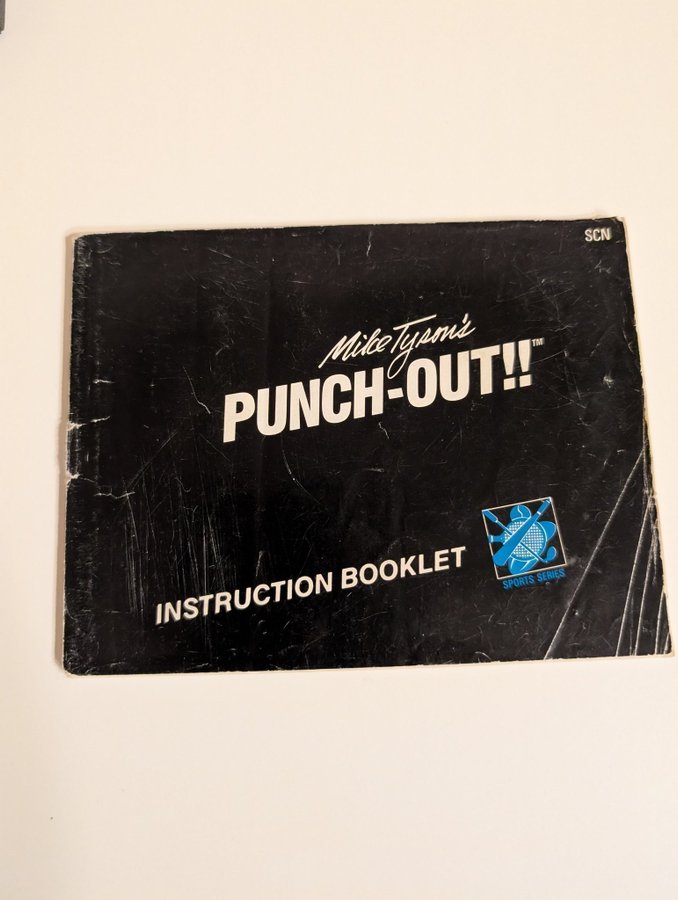 SCN
Mike Tyson's
PUNCH-OUT!!™
INSTRUCTION BOOKLET
SPORTS SERIES